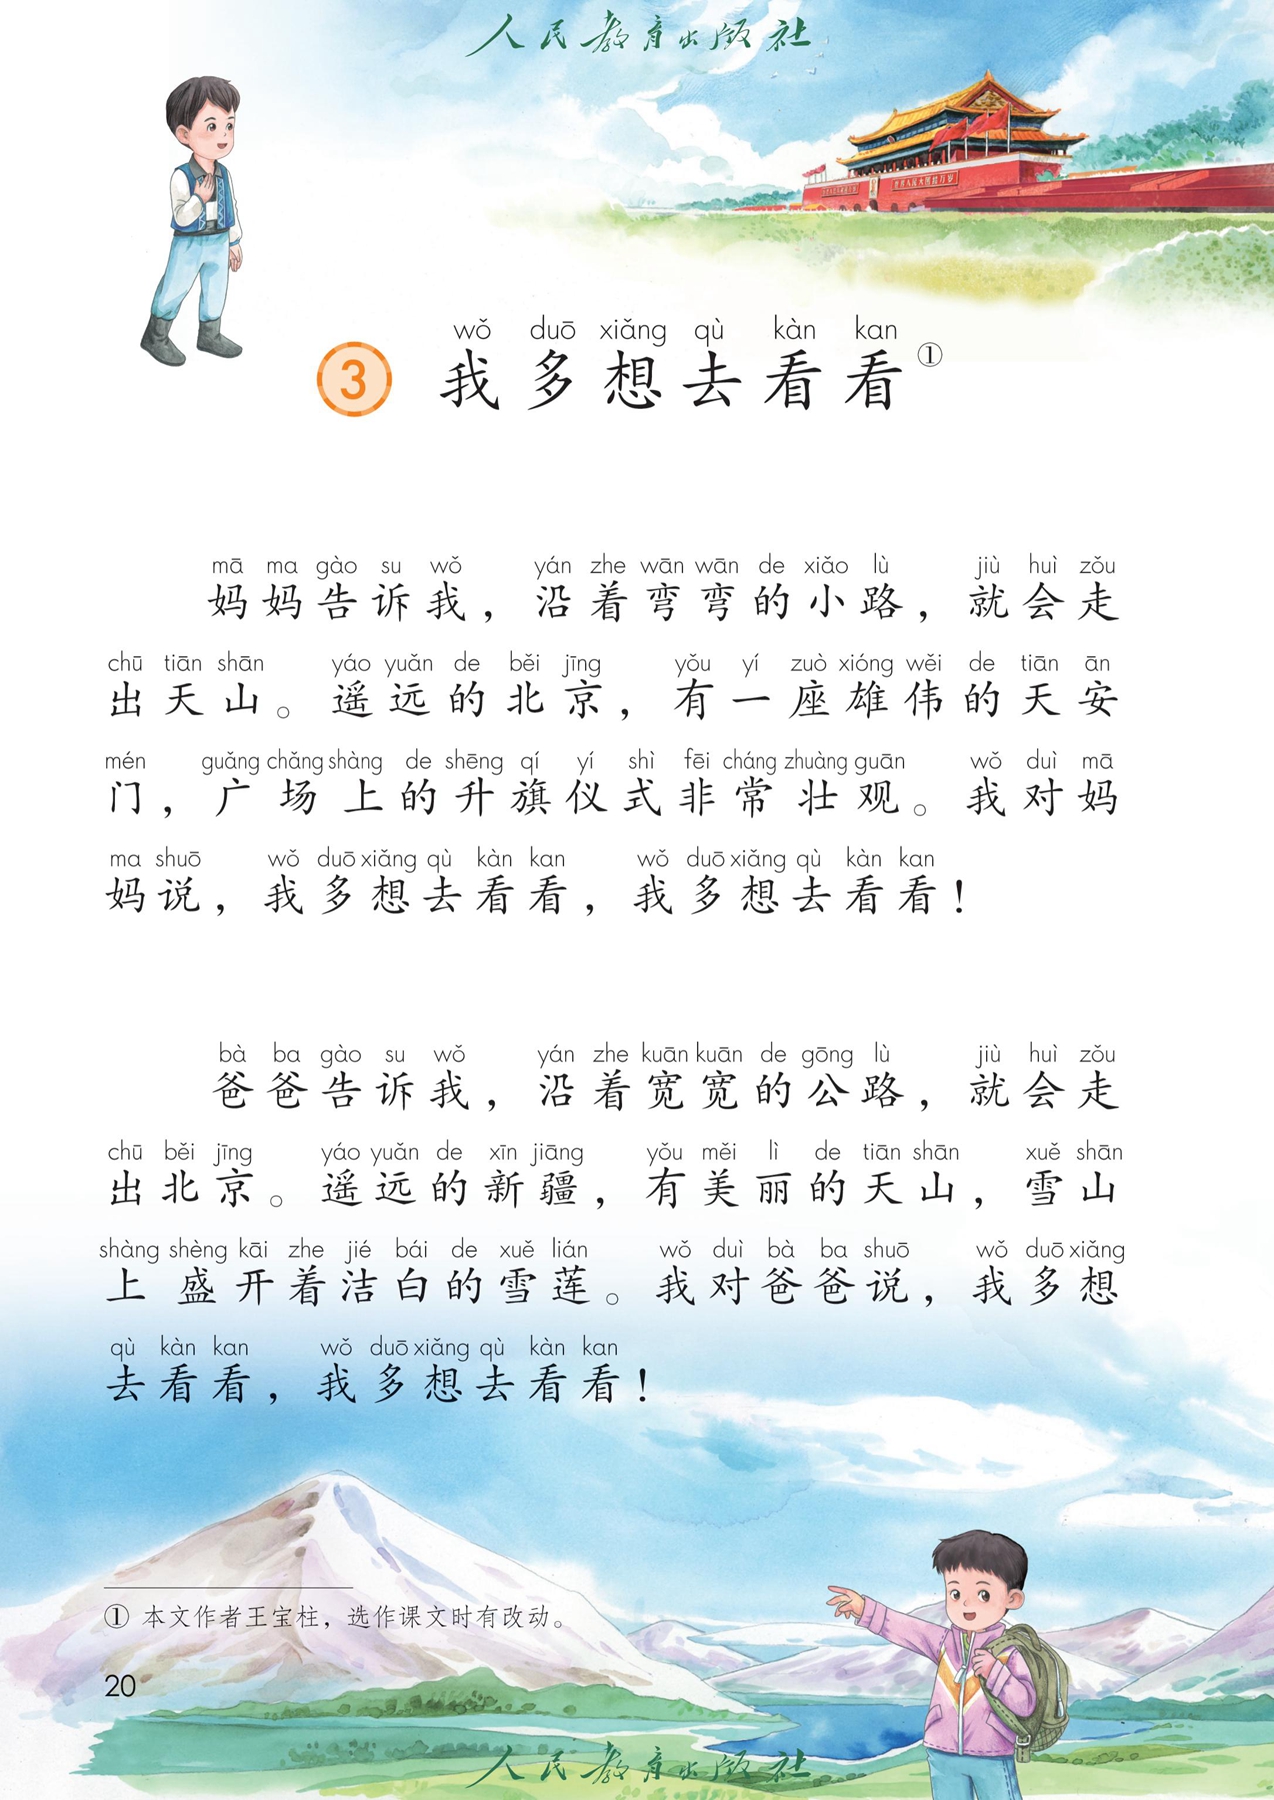 人民教育出版社
wǒ duō xiǎng qù kàn kan
3 我多想去看看①
mā ma gào su wǒ yán zhe wān wān de xiǎo lù jiù huì zǒu
妈妈告诉我，沿着弯弯的小路，就会走
chū tiān shān yáo yuǎn de běi jīng yǒu yí zuò xióng wěi de tiān ān
出天山。遥远的北京，有一座雄伟的天安
mén guǎng chǎng shàng de shēng qí yí shì fēi cháng zhuàng guān wǒ duì mā
门，广场上的升旗仪式非常壮观。我对妈
ma shuō wǒ duō xiǎng qù kàn kan wǒ duō xiǎng qù kàn kan
妈说，我多想去看看，我多想去看看！
bà ba gào su wǒ yán zhe kuān kuān de gōng lù jiù huì zǒu
爸爸告诉我，沿着宽宽的公路，就会走
chū běi jīng yáo yuǎn de xīn jiāng yǒu měi lì de tiān shān xuě shān
出北京。遥远的新疆，有美丽的天山，雪山
shàng shèng kāi zhe jié bái de xuě lián wǒ duì bà ba shuō wǒ duō xiǎng
上盛开着洁白的雪莲。我对爸爸说，我多想
qù kàn kan wǒ duō xiǎng qù kàn kan
去看看，我多想去看看！
① 本文作者王宝柱，选作课文时有改动。
20
人民教育出版社